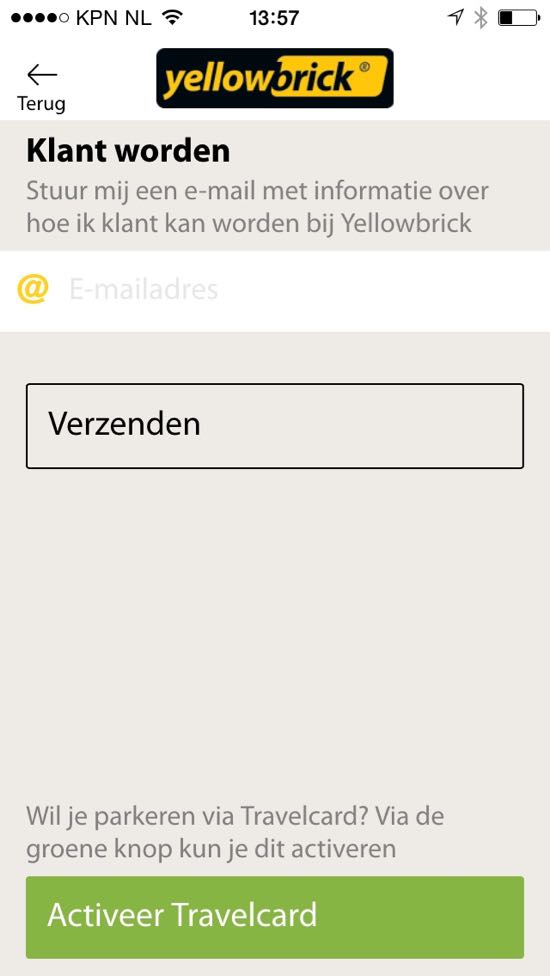 KPN NL 13:57
yellowbrick®
Terug
Klant worden
Stuur mij een e-mail met informatie over
hoe ik klant kan worden bij Yellowbrick
@ E-mailadres
Verzenden
Wil je parkeren via Travelcard? Via de
groene knop kun je dit activeren
Activeer Travelcard